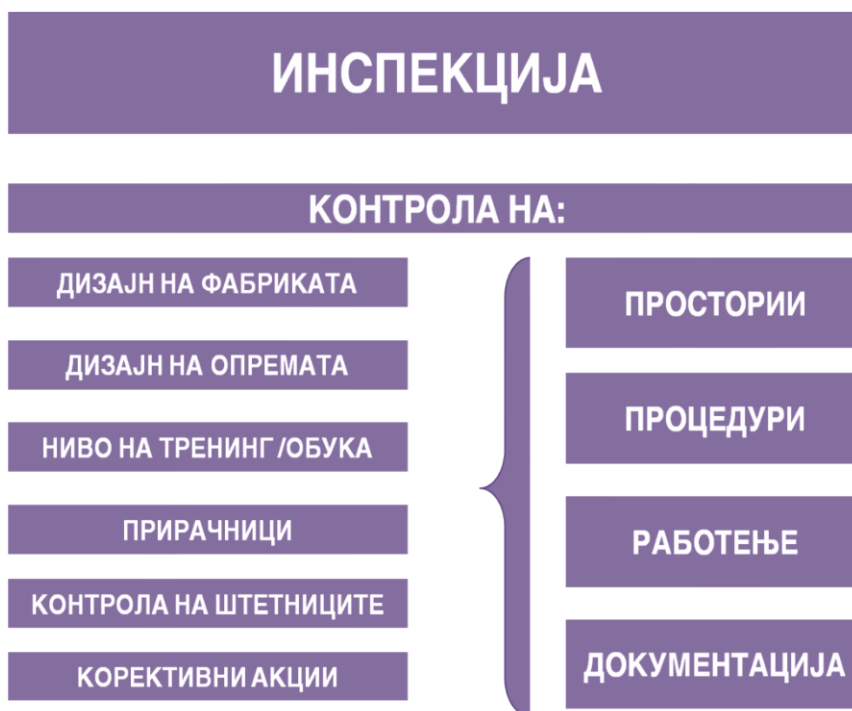 ИНСПЕКЦИЈА
КОНТРОЛА НА:
ДИЗАЈН НА ФАБРИКАТА
ДИЗАЈН НА ОПРЕМАТА
НИВО НА ТРЕНИНГ /ОБУКА
ПРИРАЧНИЦИ
КОНТРОЛА НА ШТЕТНИЦИТЕ
КОРЕКТИВНИ АКЦИИ
ПРОСТОРИИ
ПРОЦЕДУРИ
РАБОТЕЊЕ
ДОКУМЕНТАЦИЈА